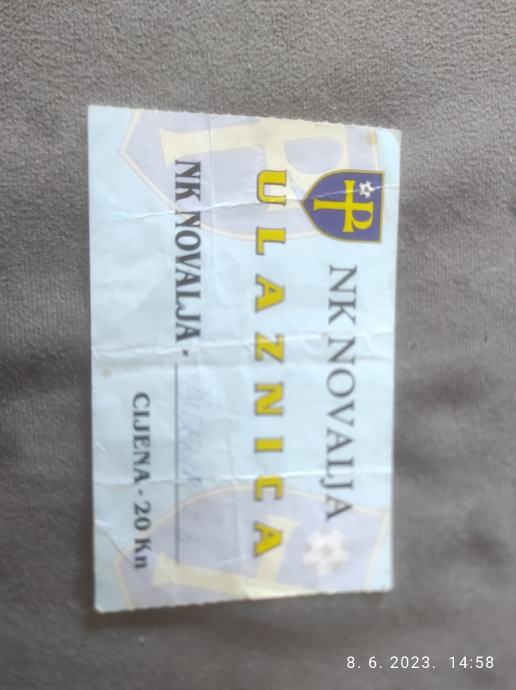 NK NOVALJA
ULAZNICA
NK NOVALJA -
CIJENA - 20 Kn
8. 6. 2023. 14:58